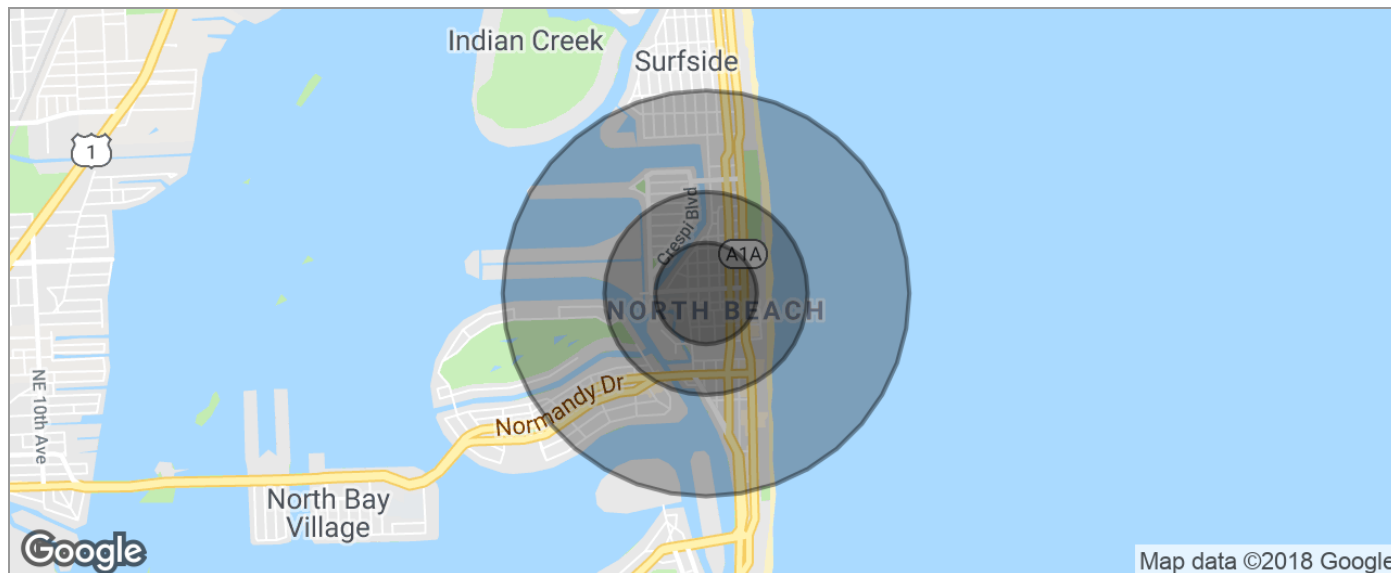 Indian Creek
Surfside
1
Crespi Blvd
A1A
NORTH BEACH
NE 10th Ave
Normandy Dr
North Bay
Village
Google
Map data ©2018 Google